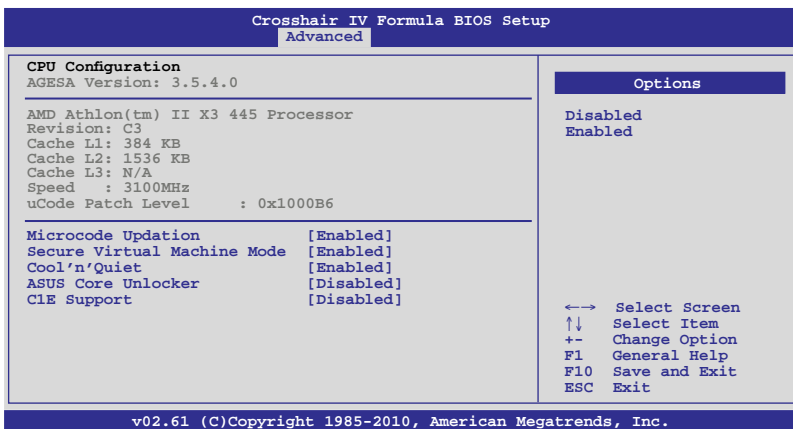 Crosshair IV Formula BIOS Setup
Advanced
CPU Configuration
AGESA Version: 3.5.4.0
AMD Athlon(tm) II X3 445 Processor
Revision: C3
Cache L1: 384 KB
Cache L2: 1536 KB
Cache L3: N/A
Speed : 3100MHz
uCode Patch Level : 0x1000B6
Microcode Updation [Enabled]
Secure Virtual Machine Mode [Enabled]
Cool'n'Quiet [Enabled]
ASUS Core Unlocker [Disabled]
C1E Support [Disabled]
Options
Disabled
Enabled
←→ Select Screen
↑↓ Select Item
+- Change Option
F1 General Help
F10 Save and Exit
ESC Exit
v02.61 (C)Copyright 1985-2010, American Megatrends, Inc.